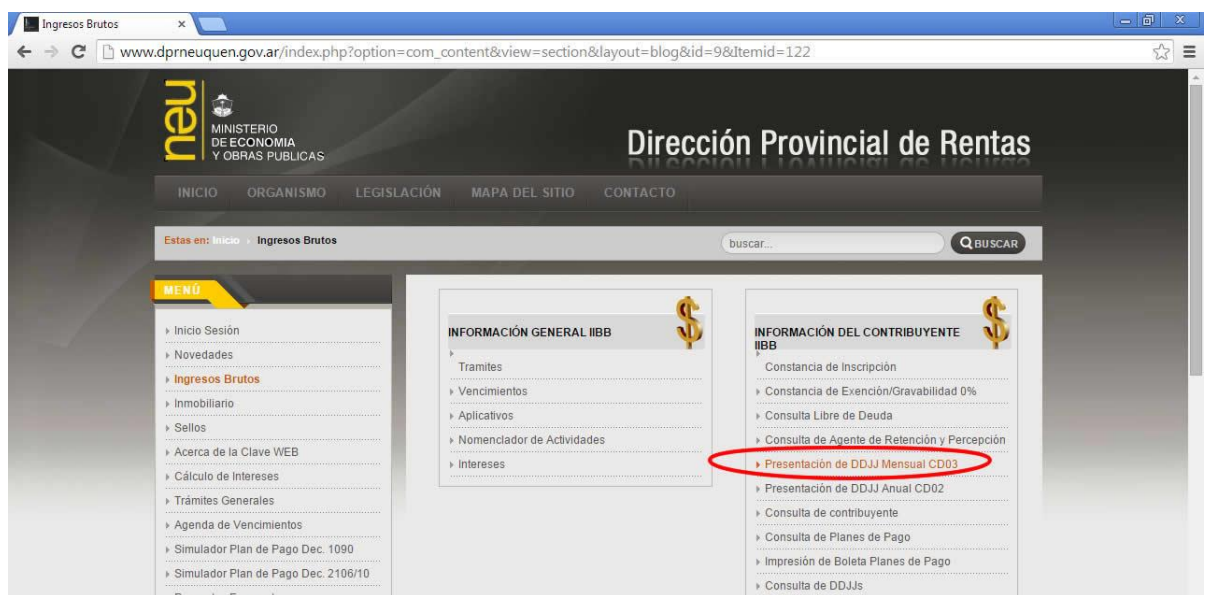 Ingresos Brutos
www.dprneuquen.gov.ar/index.php?option=com_content&view=section&layout=blog&id=9&Itemid=122
neu
MINISTERIO
DE ECONOMIA
Y OBRAS PUBLICAS
Dirección Provincial de Rentas
INICIO ORGANISMO LEGISLACIÓN MAPA DEL SITIO CONTACTO
Estas en: Inicio Ingresos Brutos
buscar...
BUSCAR
MENÚ
Inicio Sesión
Novedades
Ingresos Brutos
Inmobiliario
Sellos
Acerca de la Clave WEB
Cálculo de Intereses
Trámites Generales
Agenda de Vencimientos
Simulador Plan de Pago Dec. 1090
Simulador Plan de Pago Dec. 2106/10
INFORMACIÓN GENERAL IIBB
Tramites
Vencimientos
Aplicativos
Nomenclador de Actividades
Intereses
INFORMACIÓN DEL CONTRIBUYENTE
IIBB
Constancia de Inscripción
Constancia de Exención/Gravabilidad 0%
Consulta Libre de Deuda
Consulta de Agente de Retención y Percepción
Presentación de DDJJ Mensual CD03
Presentación de DDJJ Anual CD02
Consulta de contribuyente
Consulta de Planes de Pago
Impresión de Boleta Planes de Pago
Consulta de DDJJs